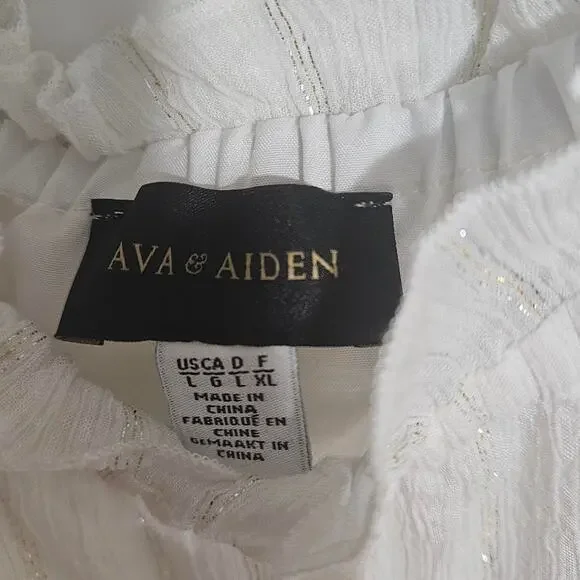 AVA & AIDEN
USCA D F
L G L XL
MADE IN
CHINA
FABRIQUÉ EN
CHINE
GEMAAKT IN
CHINA